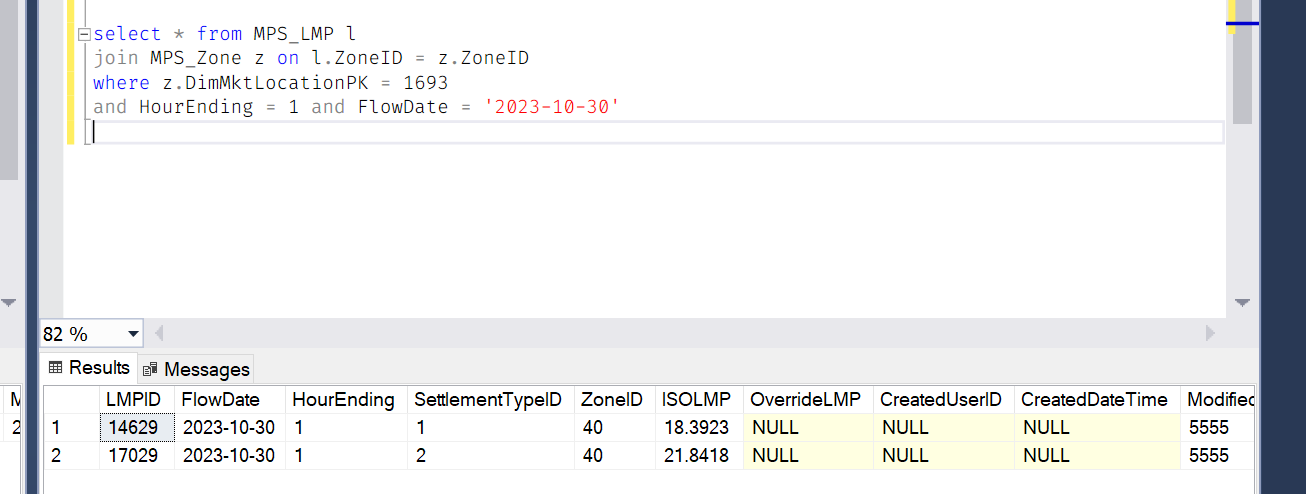 select * from MPS_LMP l
join MPS_Zone z on l.ZoneID = z.ZoneID
where z.DimMktLocationPK = 1693
and HourEnding = 1 and FlowDate = '2023-10-30'
82 %
Results Messages
M LMPID FlowDate HourEnding SettlementTypeID ZoneID ISOLMP OverrideLMP CreatedUserID CreatedDateTime Modified
2 1 14629 2023-10-30 1 1 40 18.3923 NULL NULL NULL 5555
2 17029 2023-10-30 1 2 40 21.8418 NULL NULL NULL 5555